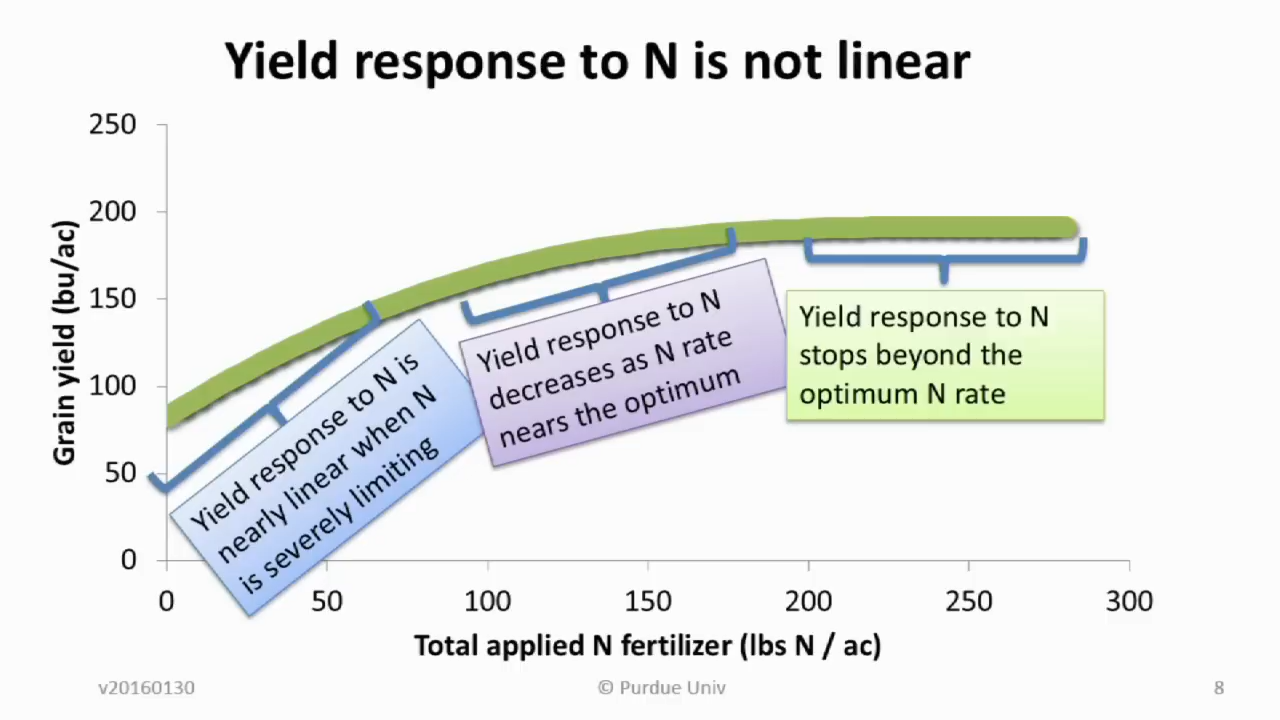 Yield response to N is not linear
250
200
150
100
50
0
Grain yield (bu/ac)
Yield response to N is
nearly linear when N
is severely limiting
Yield response to N
decreases as N rate
nears the optimum
Yield response to N
stops beyond the
optimum N rate
0 50 100 150 200 250 300
Total applied N fertilizer (lbs N / ac)
v20160130 © Purdue Univ 8